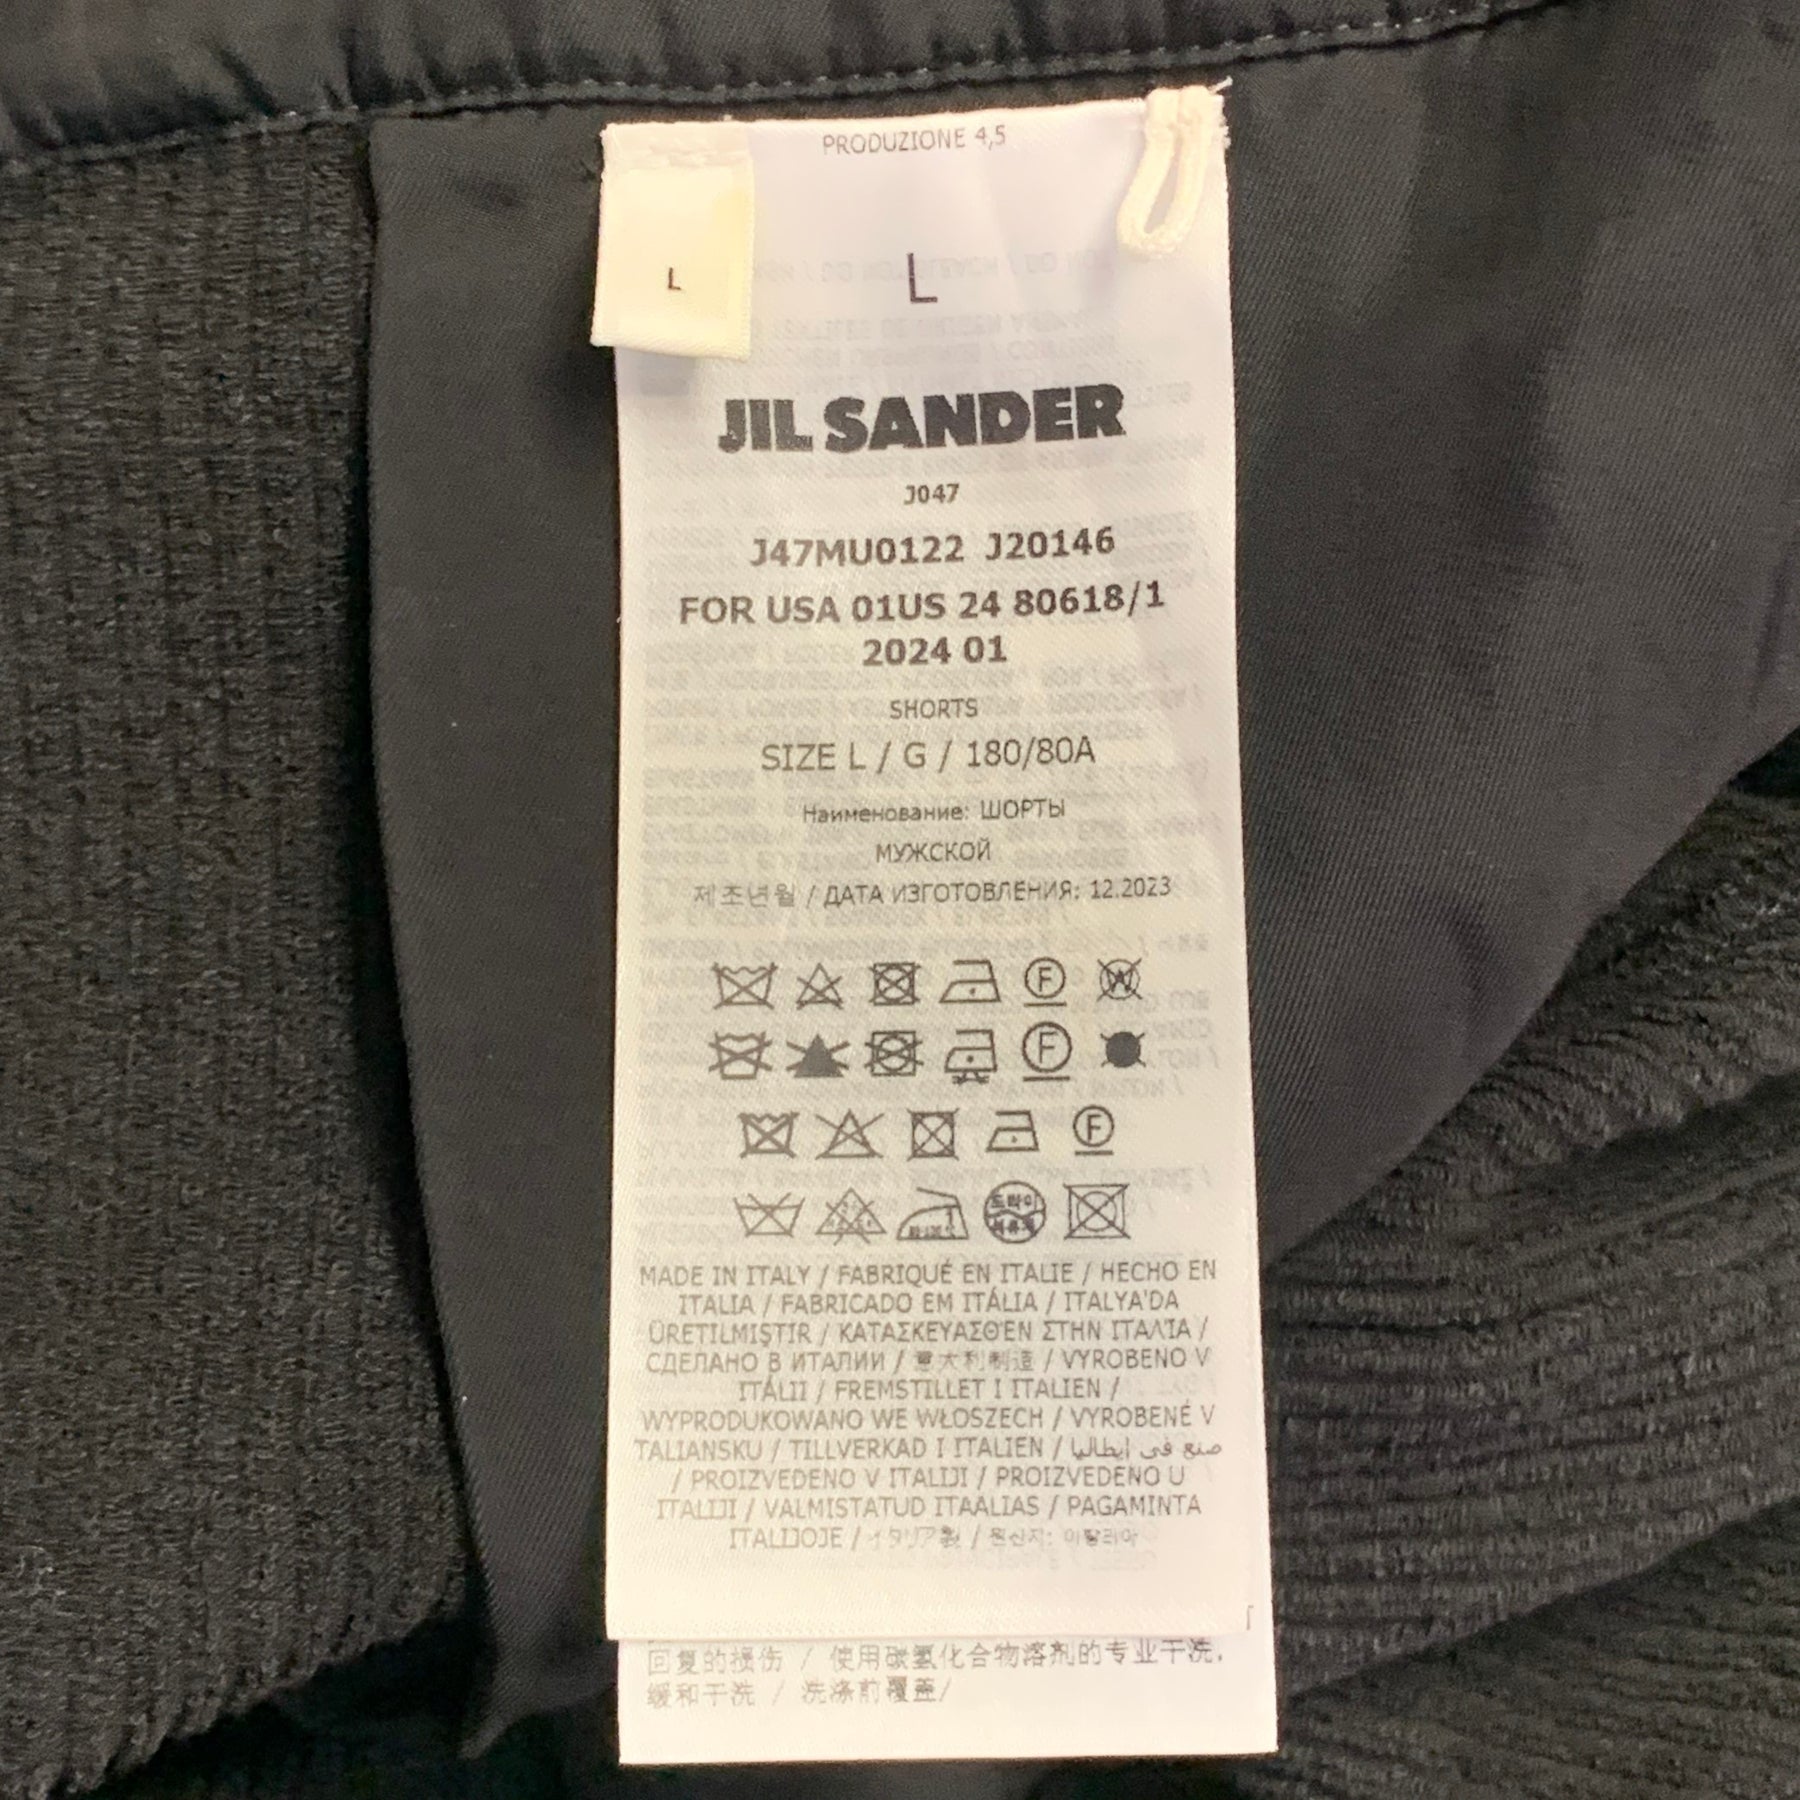 PRODUZIONE 4,5
L
L
JIL SANDER
J047
J47MU0122 J20146
FOR USA 01US 24 80618/1
2024 01
SHORTS
SIZE L / G / 180/80A
Наименование: ШОРТЫ
МУЖСКОЙ
제조년월 / ДАТА ИЗГОТОВЛЕНИЯ: 12.2023
F W
F
F
드라이
MADE IN ITALY / FABRIQUÉ EN ITALIE / HECHO EN
ITALIA / FABRICADO EM ITÁLIA / ITALYA'DA
ÜRETILMIŞTIR / ΚΑΤΑΣΚΕΥΑΣΘΈΝ ΣΤΗΝ ΙΤΑΛΊΑ /
СДЕЛАНО В ИТАЛИИ / 意大利制造 / VYROBENO V
ITÁLII / FREMSTILLET I ITALIEN /
WYPRODUKOWANO WE WŁOSZECH / VYROBENÉ V
TALIANSKU / TILLVERKAD I ITALIEN / صنع في إيطاليا
/ PROIZVEDENO V ITALIJI / PROIZVEDENO U
ITALIJI / VALMISTATUD ITAALIAS / PAGAMINTA
ITALIJOJE / イタリア製 / 원산지: 이탈리아
回复的损伤 / 使用碳氢化合物溶剂的专业干洗,
缓和干洗 / 洗涤前覆盖/